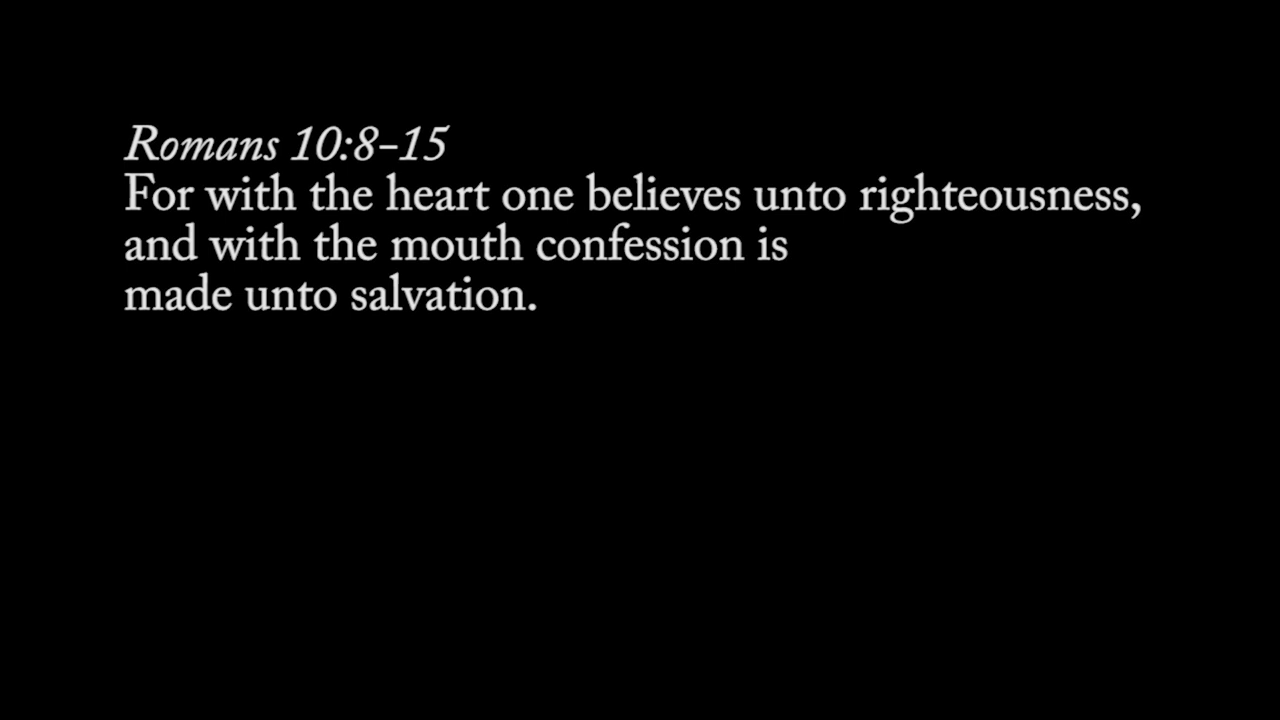 Romans 10:8–15
For with the heart one believes unto righteousness,
and with the mouth confession is
made unto salvation.